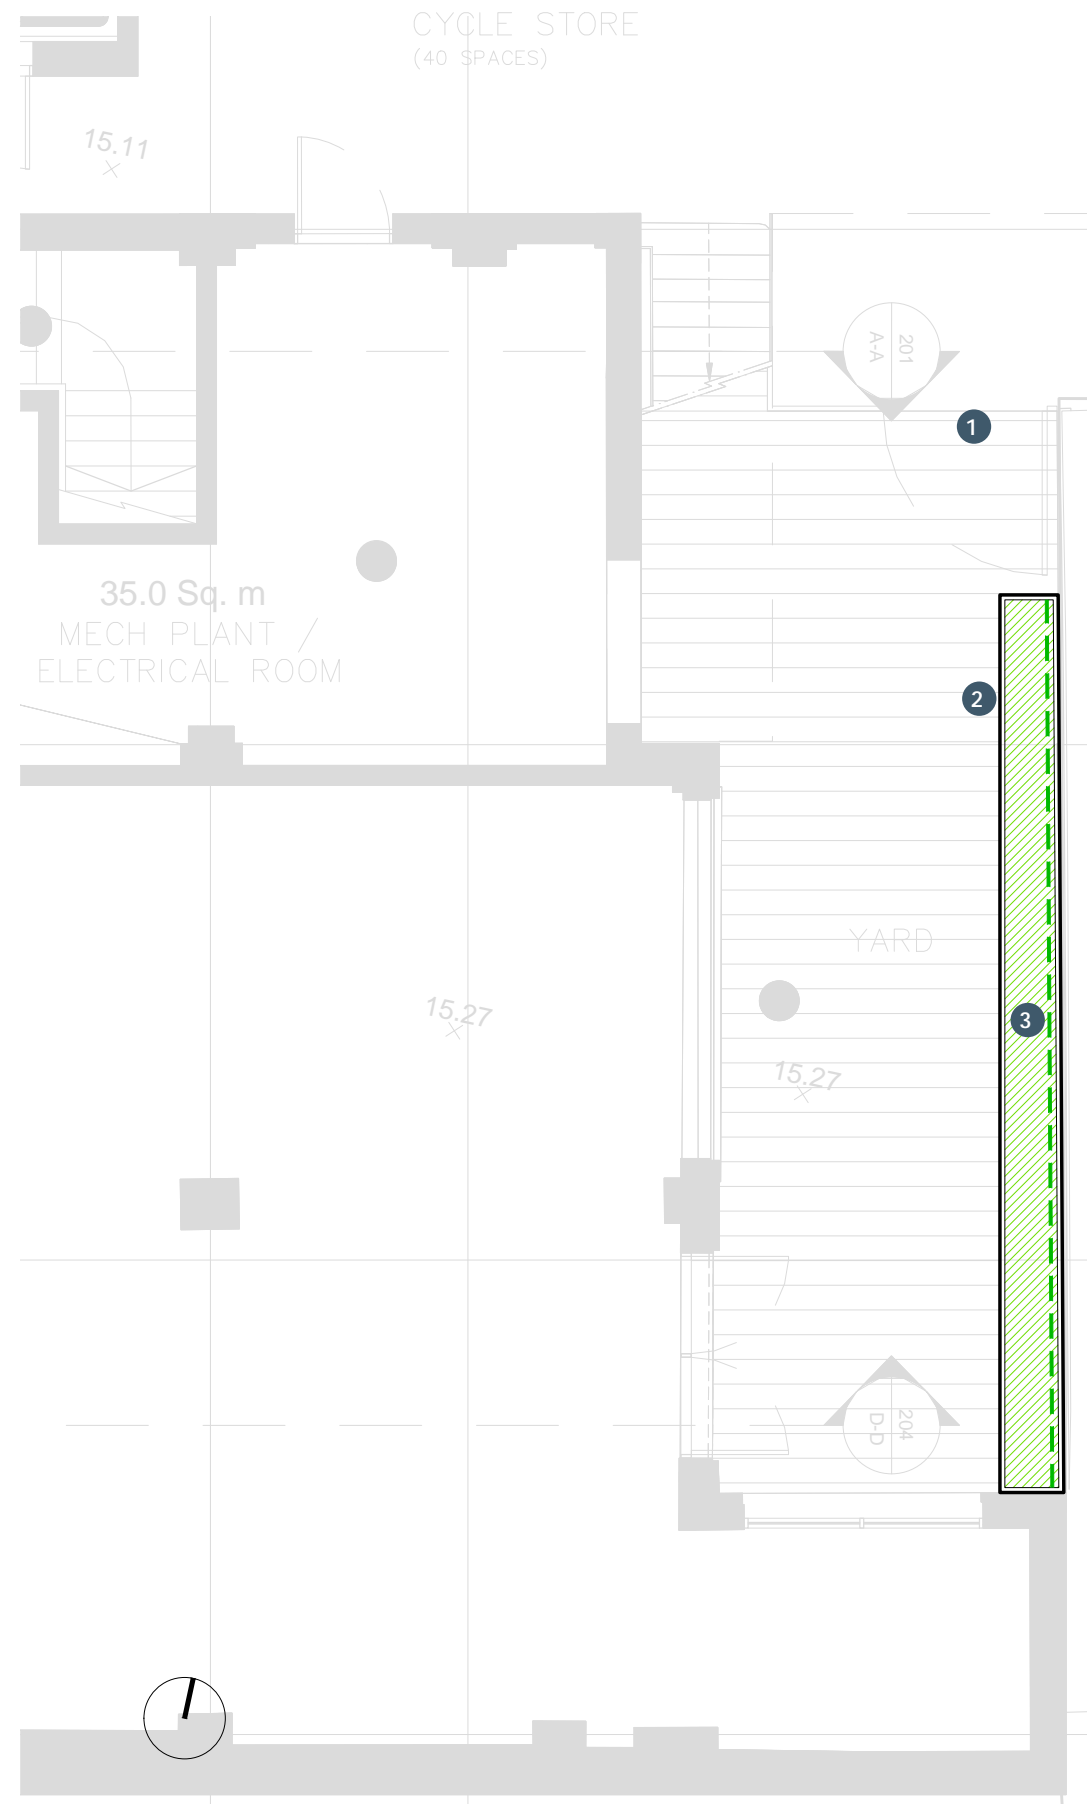 CYCLE STORE
(40 SPACES)
15.11
201
A-A
1
35.0 Sq. m
MECH PLANT /
ELECTRICAL ROOM
2
YARD
15.27
3
15.27
204
D-D